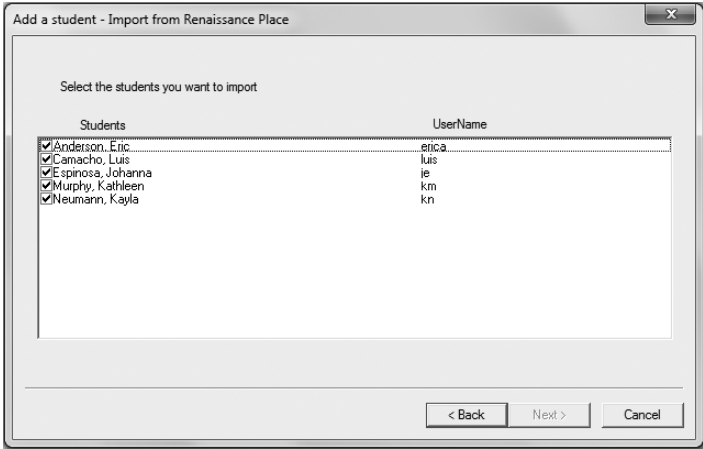 Add a student - Import from Renaissance Place
x
Select the students you want to import
Students UserName
Anderson, Eric erica
Camacho, Luis luis
Espinosa, Johanna je
Murphy, Kathleen km
Neumann, Kayla kn
< Back Next > Cancel